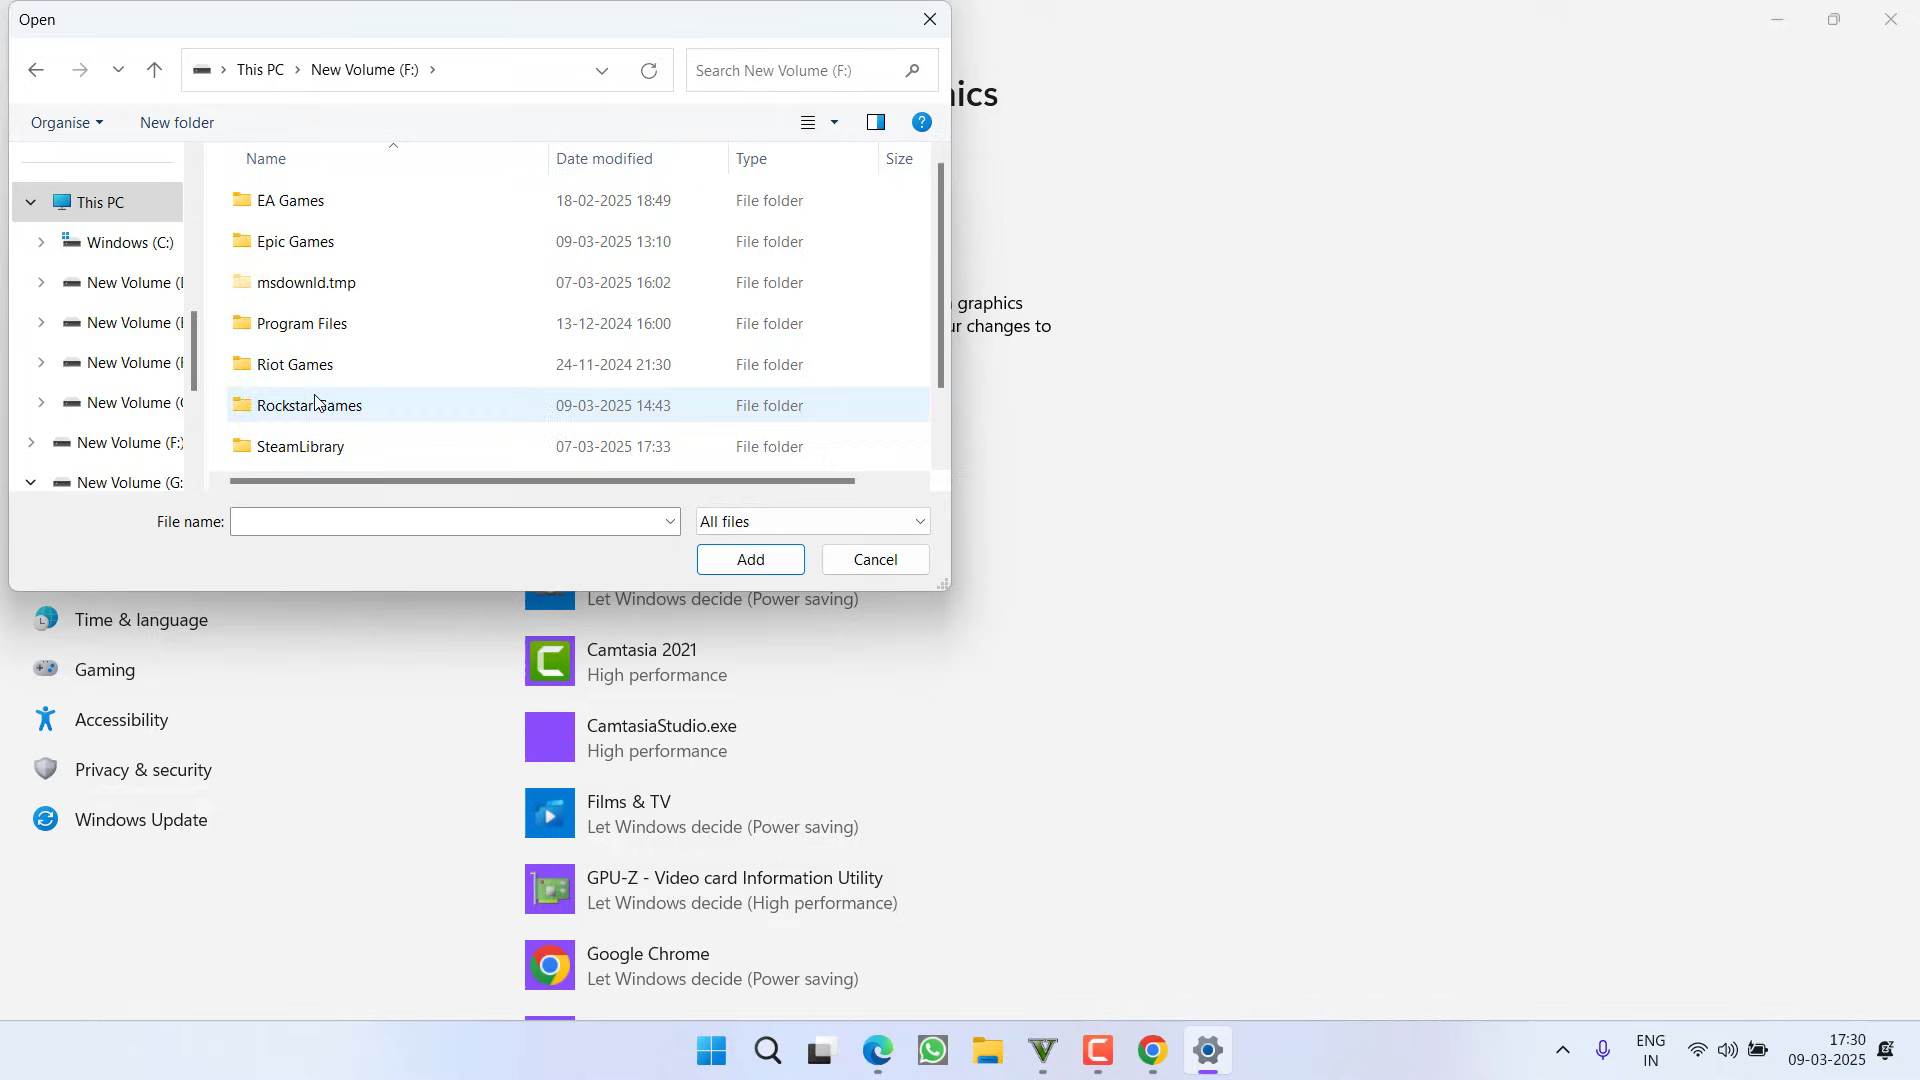 Open
This PC > New Volume (F:) >
Search New Volume (F:)
Organise
New folder
Name
Date modified
Type
Size
This PC
Windows (C:)
New Volume (
New Volume (
New Volume (
New Volume (
New Volume (F:)
New Volume (G:
EA Games
18-02-2025 18:49
File folder
Epic Games
09-03-2025 13:10
File folder
msdownld.tmp
07-03-2025 16:02
File folder
Program Files
13-12-2024 16:00
File folder
Riot Games
24-11-2024 21:30
File folder
Rockstar Games
09-03-2025 14:43
File folder
SteamLibrary
07-03-2025 17:33
File folder
File name:
All files
Add
Cancel
ics
graphics
ur changes to
Time & language
Gaming
Accessibility
Privacy & security
Windows Update
Let Windows decide (Power saving)
Camtasia 2021
High performance
CamtasiaStudio.exe
High performance
Films & TV
Let Windows decide (Power saving)
GPU-Z - Video card Information Utility
Let Windows decide (High performance)
Google Chrome
Let Windows decide (Power saving)
ENG
IN
17:30
09-03-2025